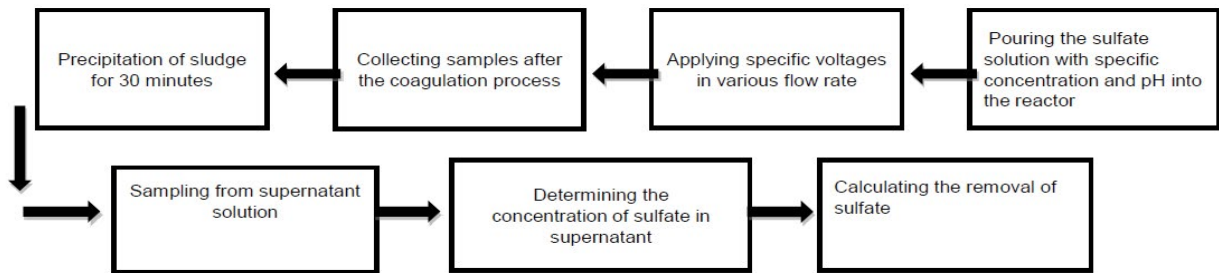 Precipitation of sludge
for 30 minutes
Collecting samples after
the coagulation process
Applying specific voltages
in various flow rate
Pouring the sulfate
solution with specific
concentration and pH into
the reactor
Sampling from supernatant
solution
Determining the
concentration of sulfate in
supernatant
Calculating the removal of
sulfate